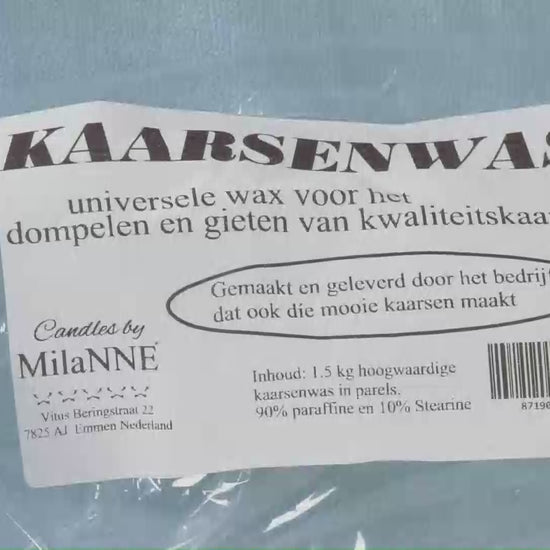 KAARSENWAS
universele wax voor het
dompelen en gieten van kwaliteitskaa
Gemaakt en geleverd door het bedrijf
dat ook die mooie kaarsen maakt
Candles by
MilaNNE
Vitus Beringstraat 22
7825 AJ Emmen Nederland
Inhoud: 1.5 kg hoogwaardige
kaarsenwas in parels.
90% paraffine en 10% Stearine
87190